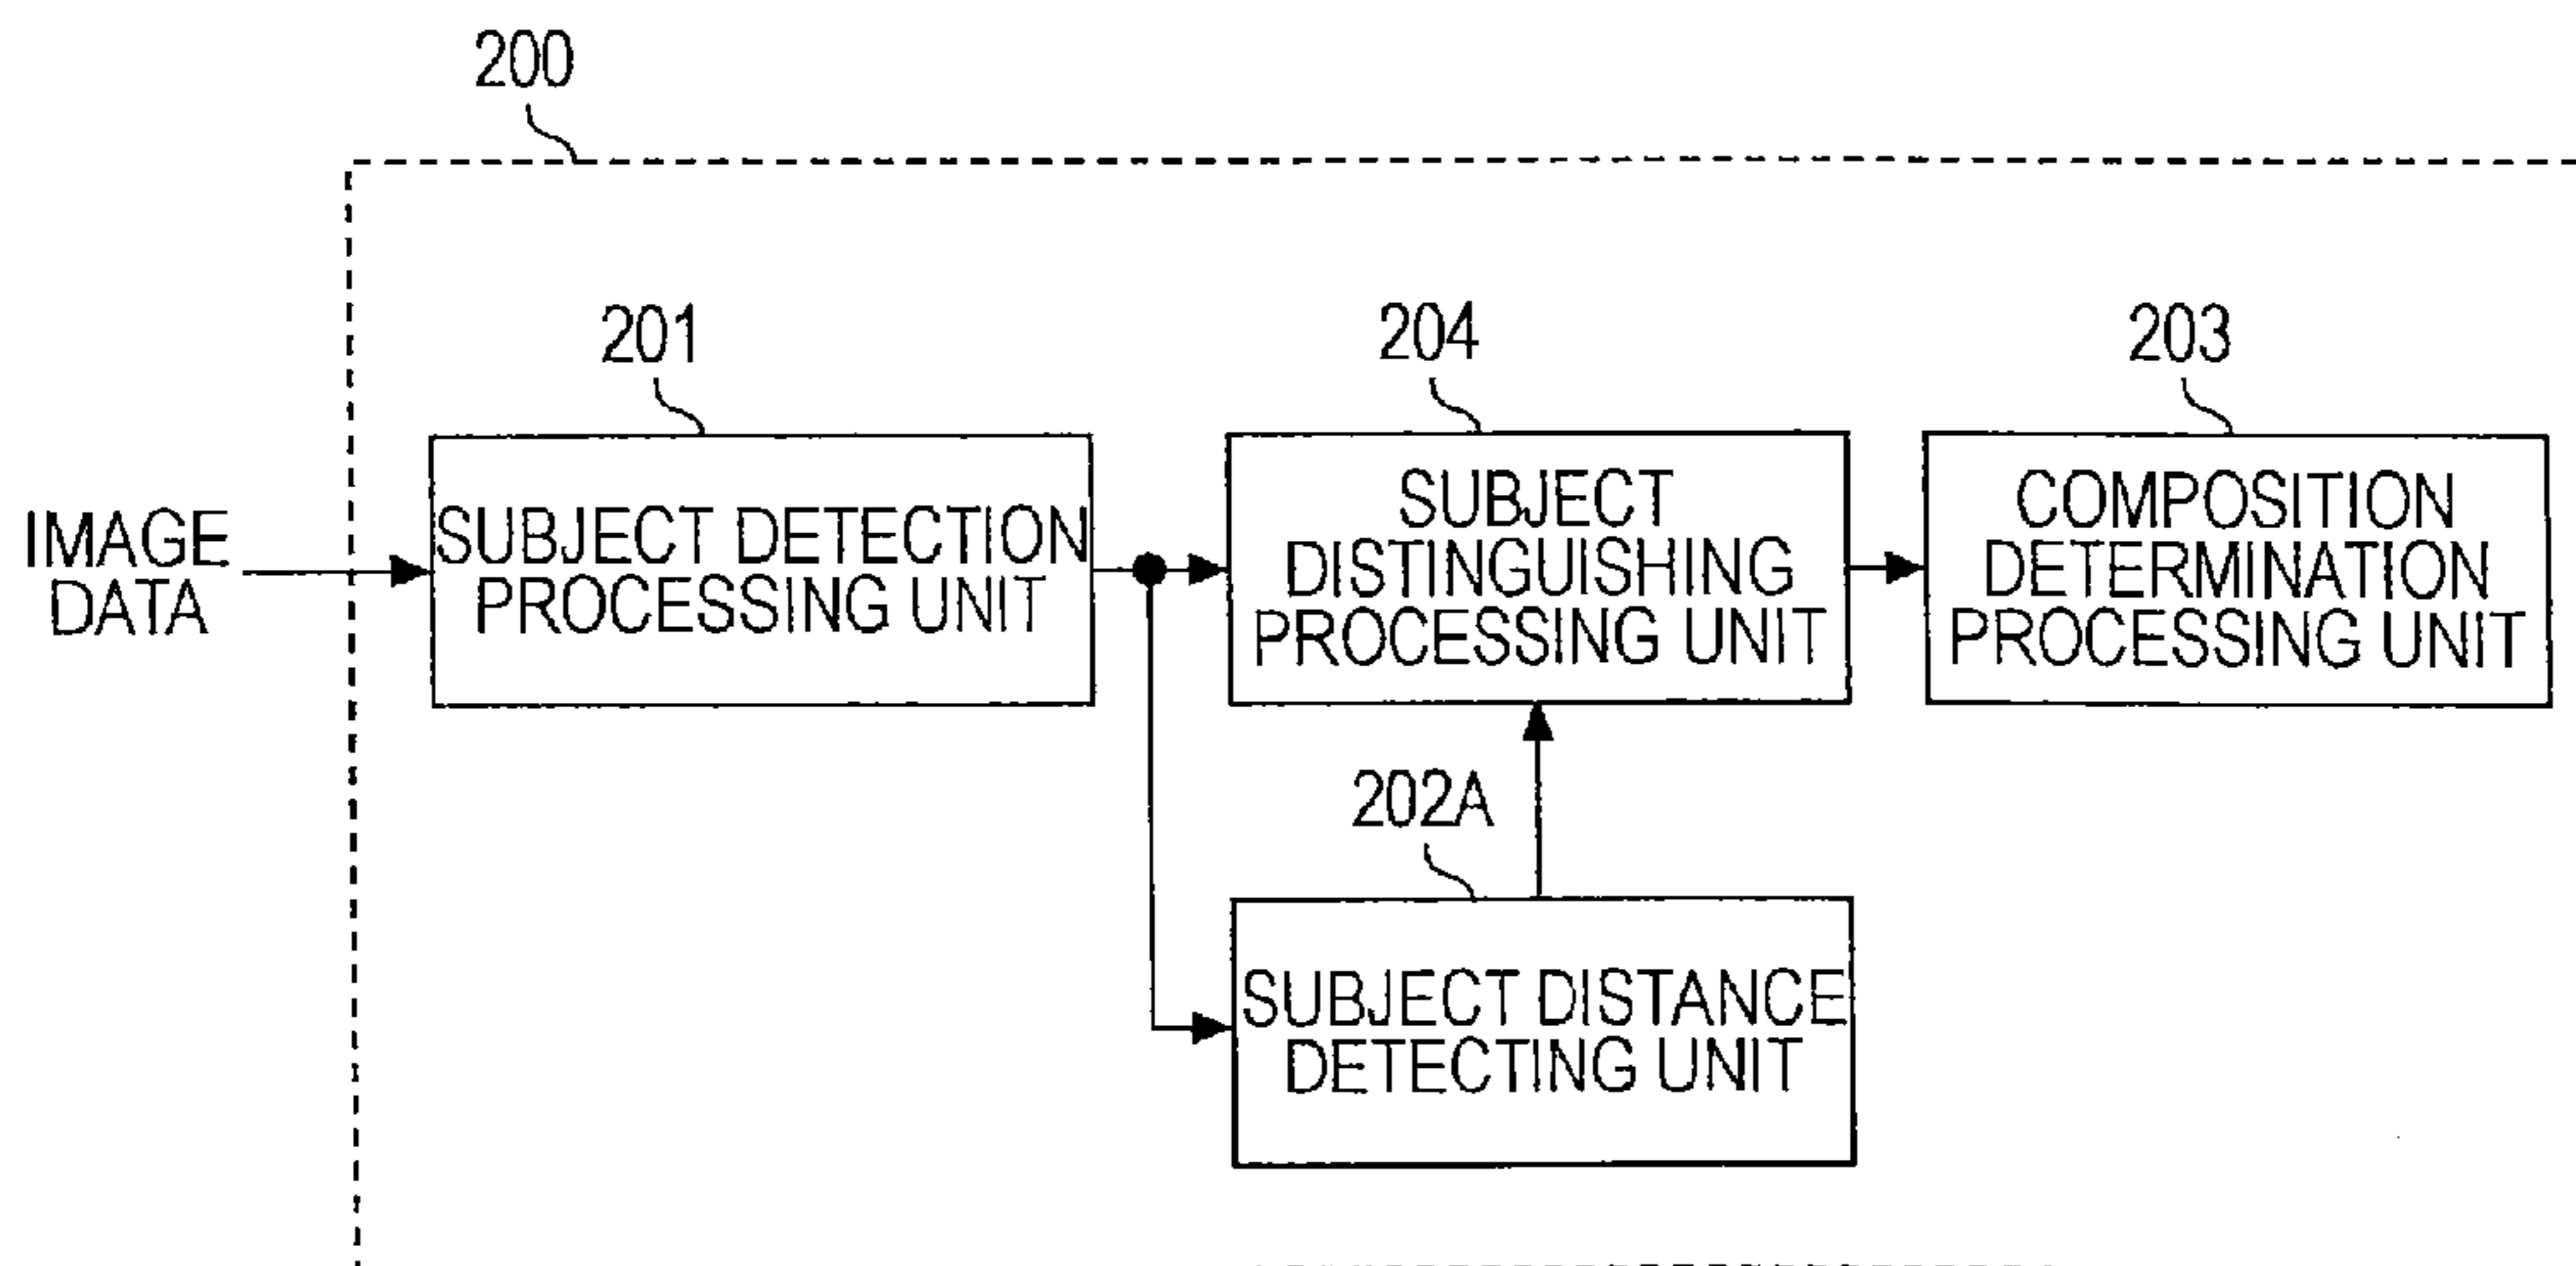 200
201
204
203
IMAGE
DATA
SUBJECT DETECTION
PROCESSING UNIT
SUBJECT
DISTINGUISHING
PROCESSING UNIT
COMPOSITION
DETERMINATION
PROCESSING UNIT
202A
SUBJECT DISTANCE
DETECTING UNIT